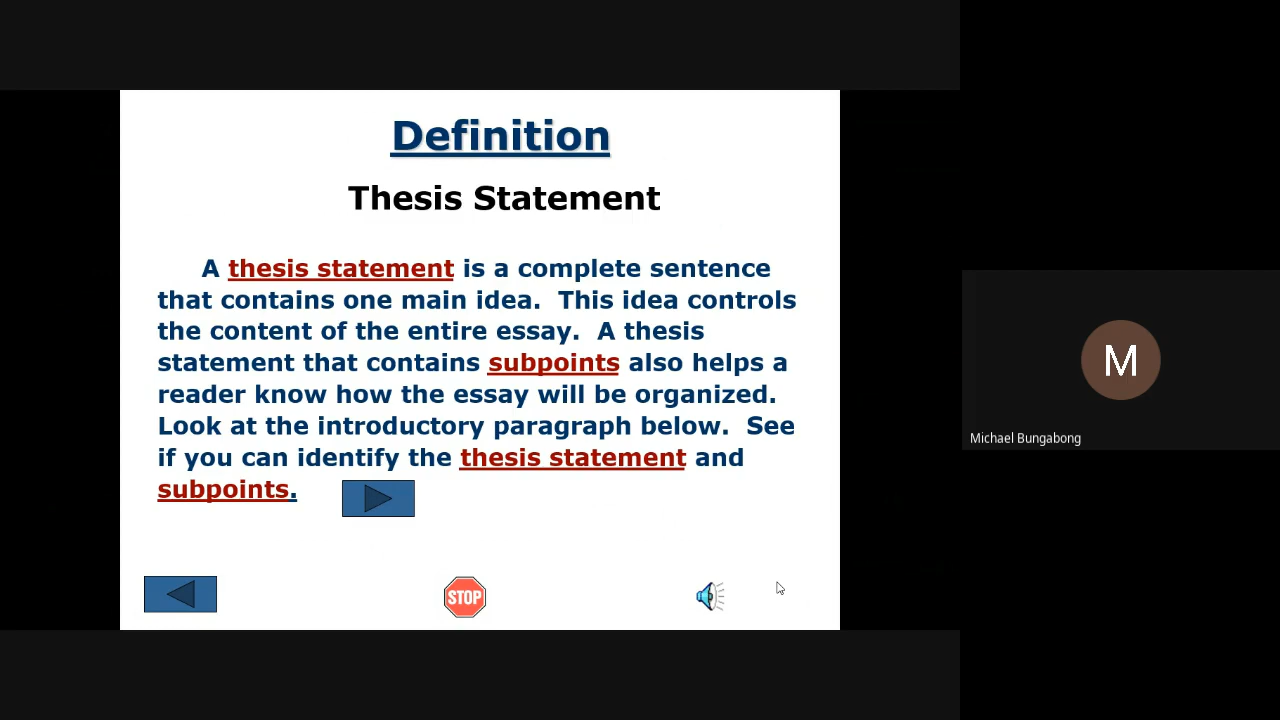 Definition
Thesis Statement
A thesis statement is a complete sentence
that contains one main idea.  This idea controls
the content of the entire essay.  A thesis
statement that contains subpoints also helps a
reader know how the essay will be organized.
Look at the introductory paragraph below.  See
if you can identify the thesis statement and
subpoints.
STOP
M
Michael Bungabong